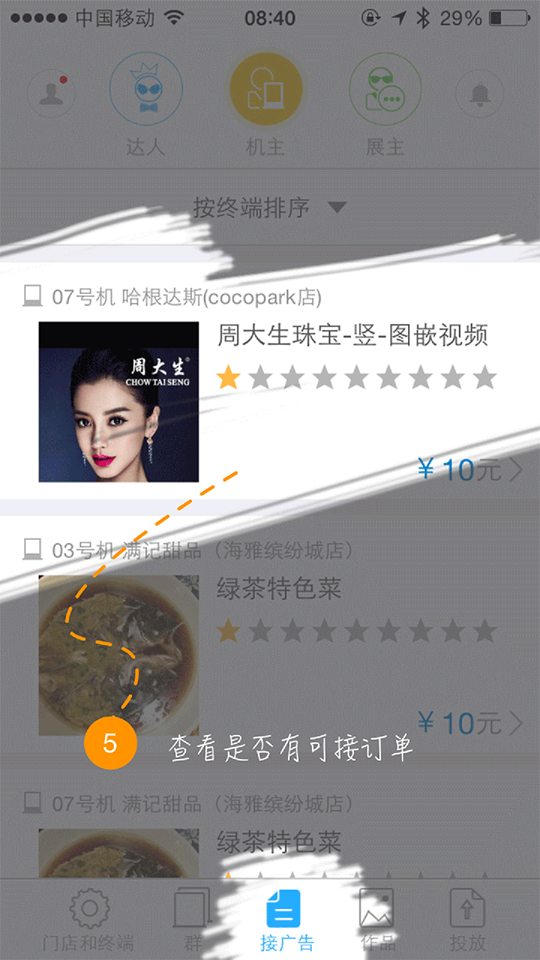 中国移动 08:40 29%
达人 机主 展主
按终端排序
07号机 哈根达斯(cocopark店)
周大生珠宝-竖-图嵌视频
周大生®
CHOW TAI SENG
¥10元
03号机 满记甜品（海雅缤纷城店）
绿茶特色菜
¥10元
5 查看是否有可接订单
07号机 满记甜品（海雅缤纷城店）
绿茶特色菜
门店和终端 群 接广告 作品 投放